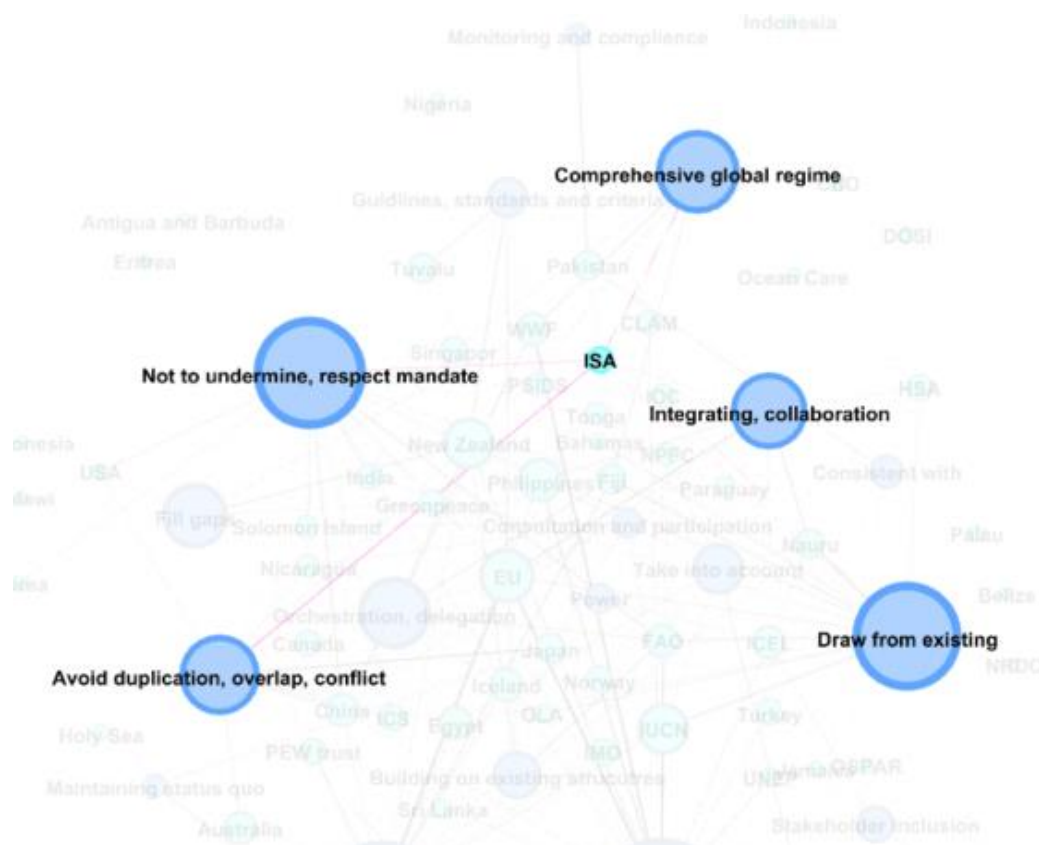 Indonesia
Monitoring and complience
Nigeria
Comprehensive global regime
Guidlines, standards and criteria
Antigua and Barbuda
DOSI
Eritrea
Tuvalu
Pakistan
Ocean Care
WWF
CLAM
Singapor
ISA
Not to undermine, respect mandate
PSIDS
IOC
HSA
Tonga
Integrating, collaboration
New Zealand
Bahamas
NPFC
USA
Consistent with
India
Philippines
Fiji
Paraguay
Greenpeace
Fill gaps
Solomon Island
Consultation and participation
Palau
Nauru
Nicaragua
EU
Take into account
Power
Belize
Orchestration, delegation
Canada
Japan
FAO
ICEL
Draw from existing
NRDC
Avoid duplication, overlap, conflict
Iceland
Norway
China
ICS
Egypt
OLA
Turkey
Holy Sea
IUCN
PEW trust
IMO
Building on existing structures
UNEP
Jamaica
OSPAR
Maintaining status quo
Sri Lanka
Australia
Stakeholder inclusion